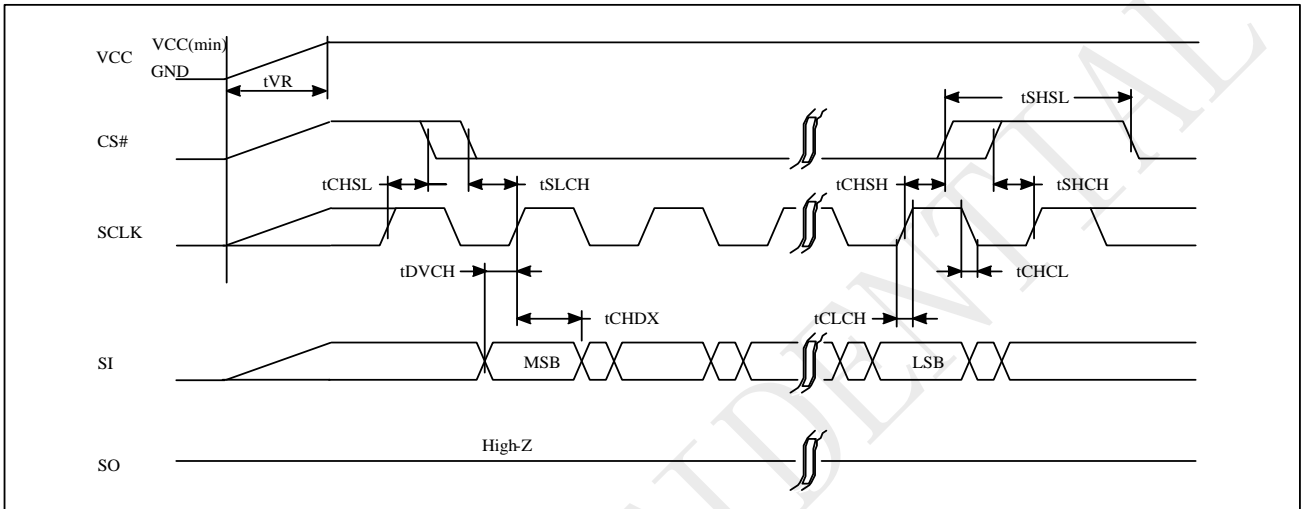 VCC
VCC(min)
GND
tVR
tSHSL
CS#
tCHSL
tSLCH
tCHSH
tSHCH
SCLK
tDVCH
tCHCL
tCHDX
tCLCH
SI
MSB
LSB
High-Z
SO
IDENTIAL